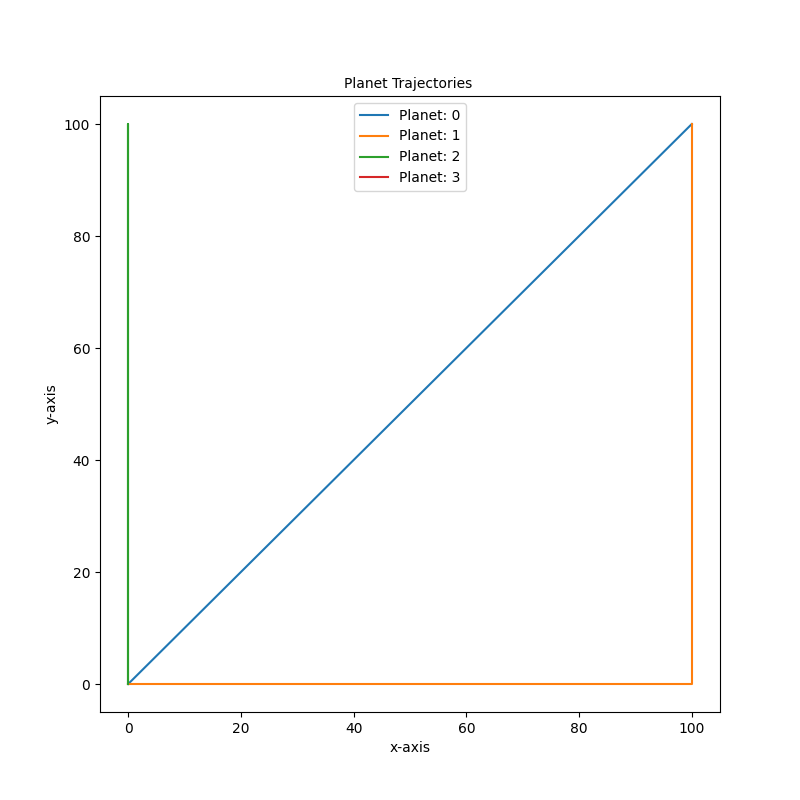 Planet Trajectories
Planet: 0
Planet: 1
Planet: 2
Planet: 3
100
80
60
40
20
0
y-axis
0 20 40 60 80 100
x-axis